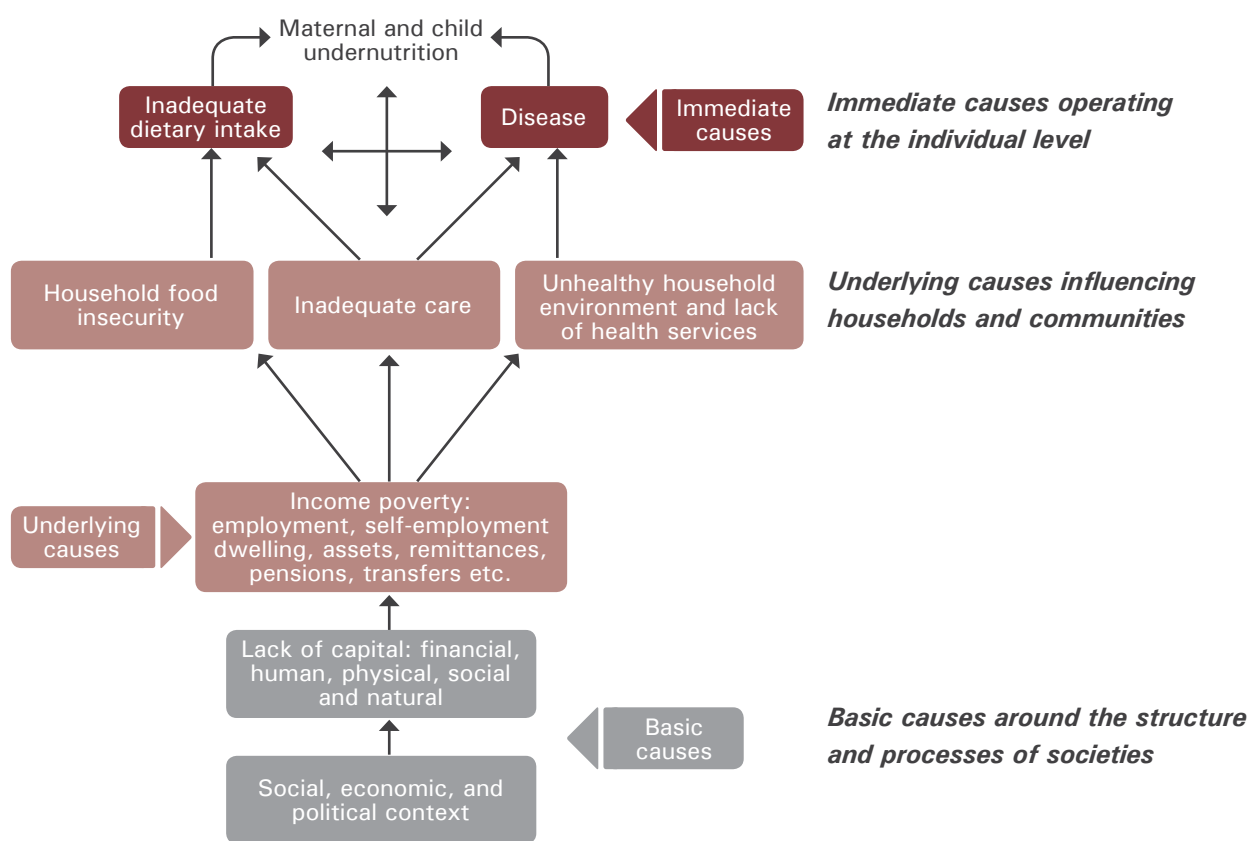 Maternal and child
undernutrition
Inadequate
dietary intake
Disease
Immediate
causes
Immediate causes operating
at the individual level
Household food
insecurity
Inadequate care
Unhealthy household
environment and lack
of health services
Underlying causes influencing
households and communities
Underlying
causes
Income poverty:
employment, self-employment
dwelling, assets, remittances,
pensions, transfers etc.
Lack of capital: financial,
human, physical, social
and natural
Basic
causes
Basic causes around the structure
and processes of societies
Social, economic, and
political context